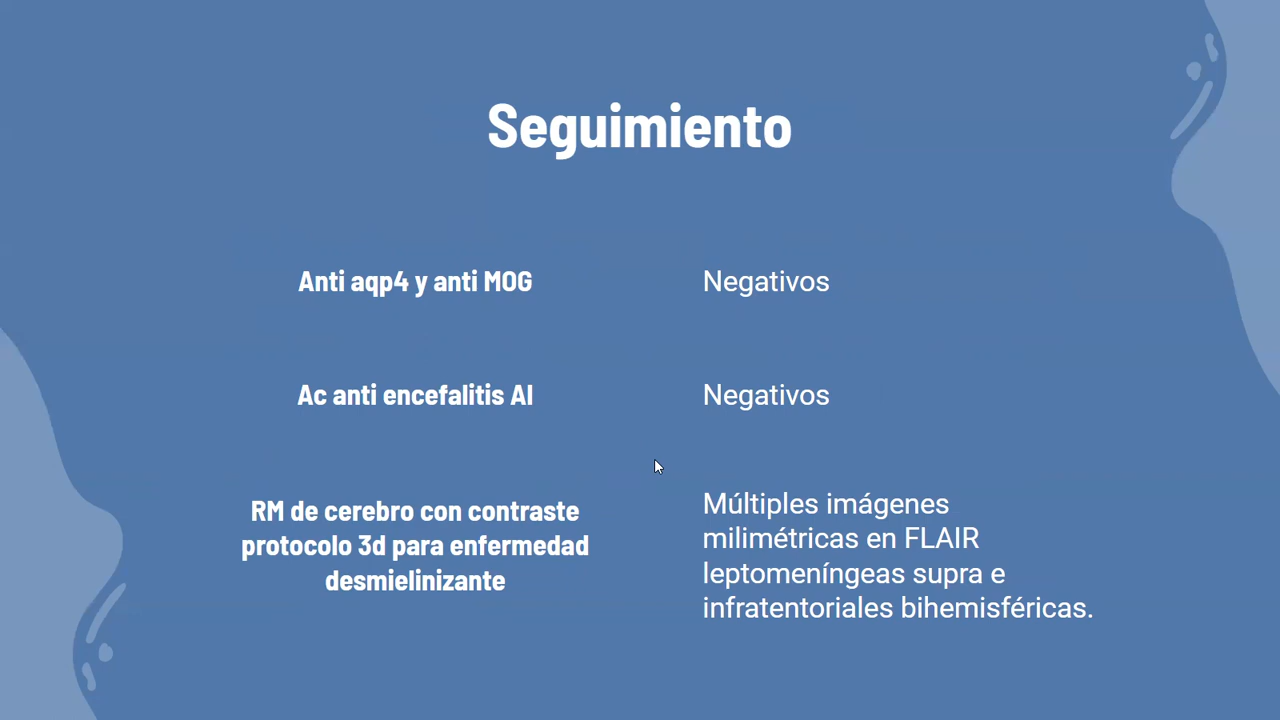 Seguimiento
Anti aqp4 y anti MOG
Negativos
Ac anti encefalitis AI
Negativos
RM de cerebro con contraste
protocolo 3d para enfermedad
desmielinizante
Múltiples imágenes
milimétricas en FLAIR
leptomeníngeas supra e
infratentoriales bihemisféricas.